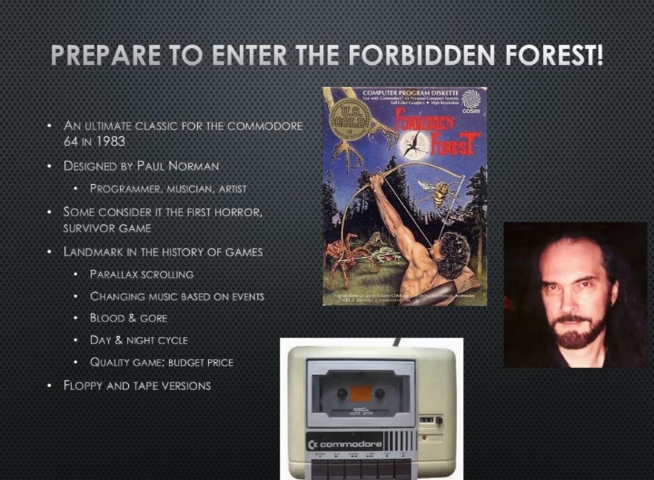 PREPARE TO ENTER THE FORBIDDEN FOREST!
• AN ULTIMATE CLASSIC FOR THE COMMODORE
64 IN 1983
• DESIGNED BY PAUL NORMAN
• PROGRAMMER, MUSICIAN, ARTIST
• SOME CONSIDER IT THE FIRST HORROR,
SURVIVOR GAME
• LANDMARK IN THE HISTORY OF GAMES
• PARALLAX SCROLLING
• CHANGING MUSIC BASED ON EVENTS
• BLOOD & GORE
• DAY & NIGHT CYCLE
• QUALITY GAME; BUDGET PRICE
• FLOPPY AND TAPE VERSIONS
COMPUTER PROGRAM DISKETTE
U.S.
GOLD
COSMI
FORBIDDEN
FOREST
commodore